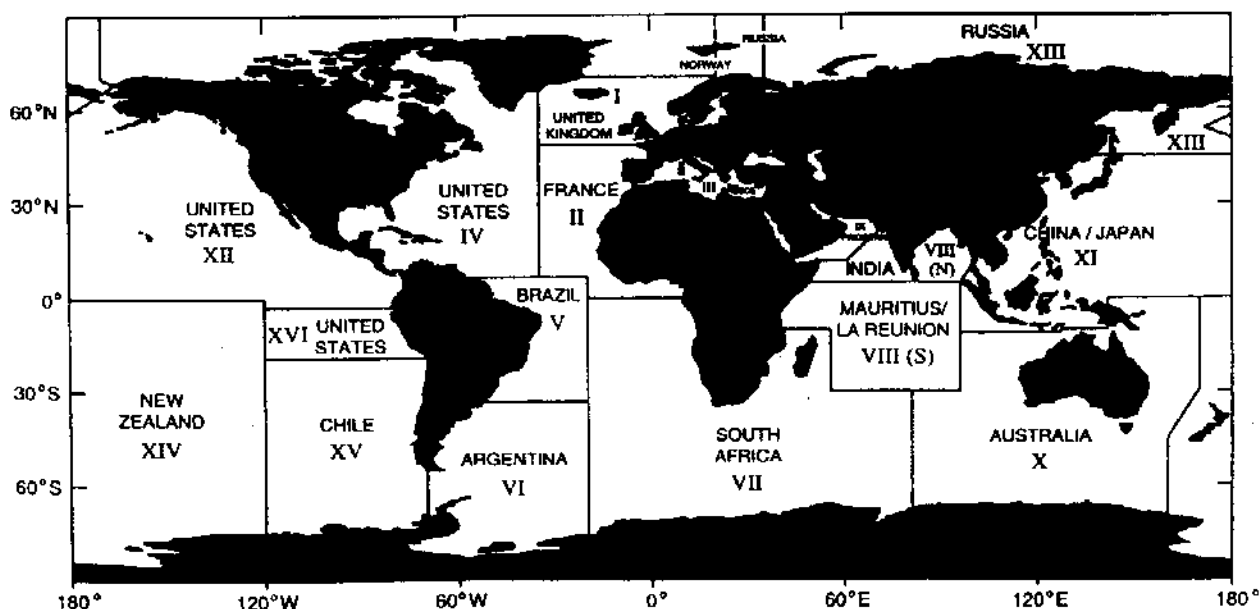 RUSSIA
XIII
RUSSIA
NORWAY
I
UNITED
KINGDOM
60°N
XIII
FRANCE
II
III
UNITED
STATES
IV
UNITED
STATES
XII
30°N
IX
CHINA / JAPAN
XI
VIII
(N)
INDIA
0°
BRAZIL
V
MAURITIUS/
LA REUNION
VIII (S)
XVI UNITED
STATES
30°S
NEW
ZEALAND
XIV
CHILE
XV
ARGENTINA
VI
SOUTH
AFRICA
VII
AUSTRALIA
X
60°S
180°
120°W
60°W
0°
60°E
120°E
180